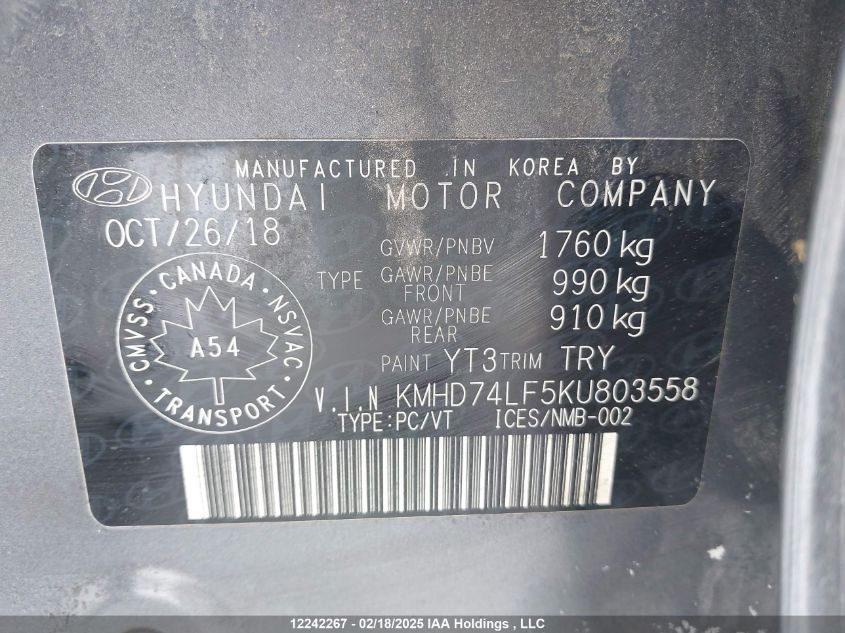 MANUFACTURED IN KOREA BY
HYUNDAI MOTOR COMPANY
OCT/26/18
GVWR/PNBV 1760 kg
TYPE GAWR/PNBE FRONT 990 kg
GAWR/PNBE REAR 910 kg
PAINT YT3 TRIM TRY
CANADA
CMVSS NSVAC
A54
TRANSPORT
V.I.N KMHD74LF5KU803558
TYPE:PC/VT ICES/NMB-002
12242267 - 02/18/2025 IAA Holdings , LLC